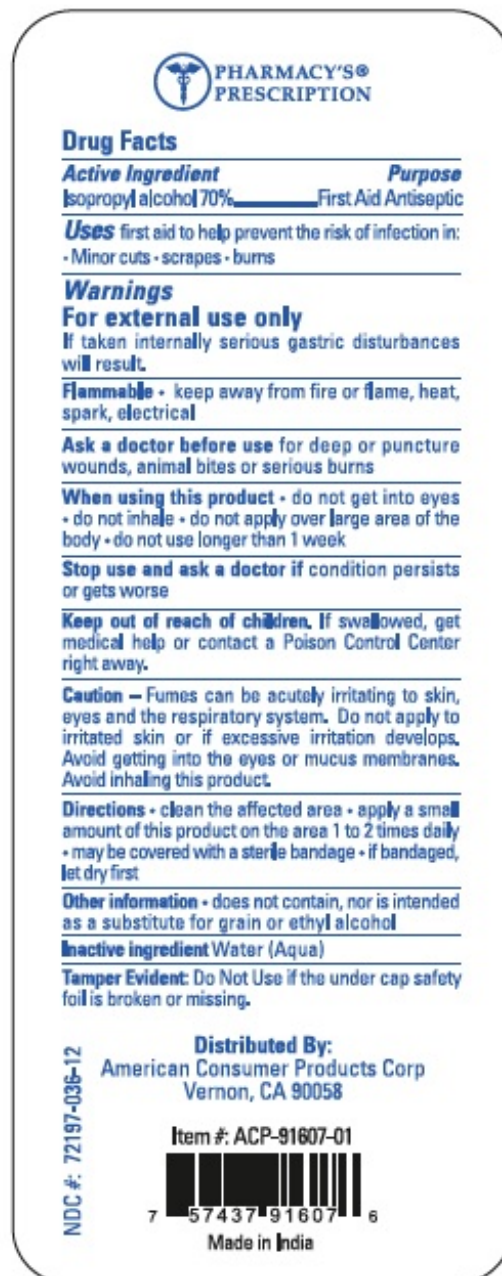 PHARMACY'S®
PRESCRIPTION
Drug Facts
Active Ingredient Purpose
Isopropyl alcohol 70% First Aid Antiseptic
Uses first aid to help prevent the risk of infection in:
• Minor cuts • scrapes • burns
Warnings
For external use only
If taken internally serious gastric disturbances
will result.
Flammable • keep away from fire or flame, heat,
spark, electrical
Ask a doctor before use for deep or puncture
wounds, animal bites or serious burns
When using this product • do not get into eyes
• do not inhale • do not apply over large area of the
body • do not use longer than 1 week
Stop use and ask a doctor if condition persists
or gets worse
Keep out of reach of children. If swallowed, get
medical help or contact a Poison Control Center
right away.
Caution – Fumes can be acutely irritating to skin,
eyes and the respiratory system. Do not apply to
irritated skin or if excessive irritation develops.
Avoid getting into the eyes or mucus membranes.
Avoid inhaling this product.
Directions • clean the affected area • apply a small
amount of this product on the area 1 to 2 times daily
• may be covered with a sterile bandage • if bandaged,
let dry first
Other information • does not contain, nor is intended
as a substitute for grain or ethyl alcohol
Inactive ingredient Water (Aqua)
Tamper Evident: Do Not Use if the under cap safety
foil is broken or missing.
Distributed By:
American Consumer Products Corp
Vernon, CA 90058
NDC #: 72197-036-12
Item #: ACP-91607-01
7 57437 91607 6
Made in India